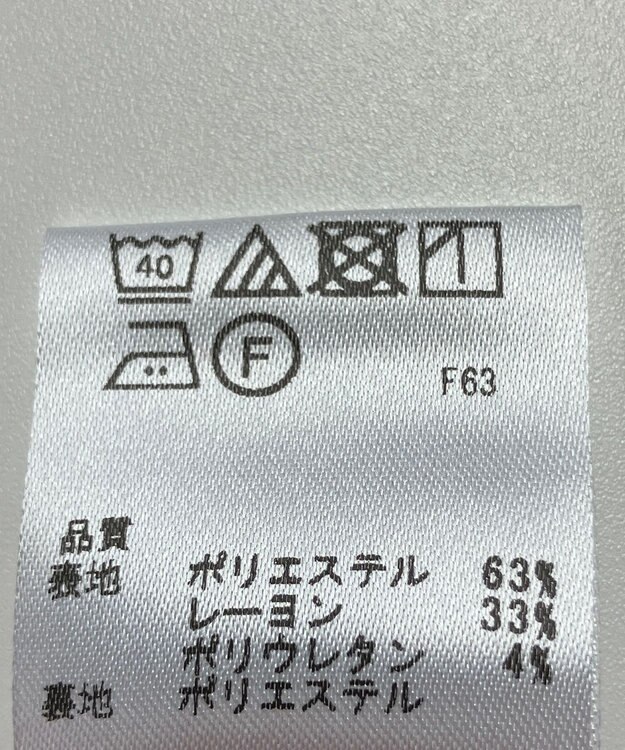 40
F
F63
品質
表地 ポリエステル 63%
レーヨン 33%
ポリウレタン 4%
裏地 ポリエステル